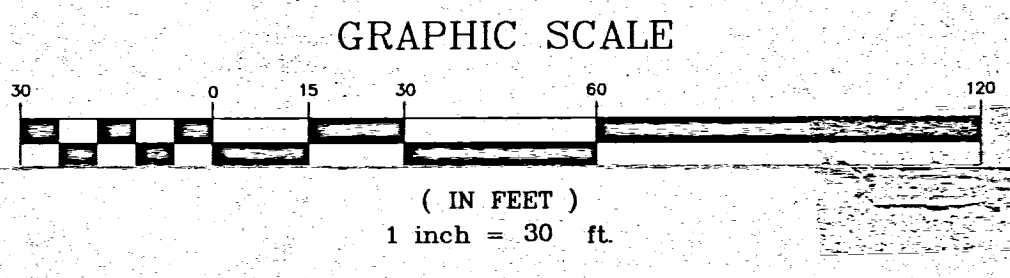 GRAPHIC SCALE
30 0 15 30 60 120
( IN FEET )
1 inch = 30 ft.